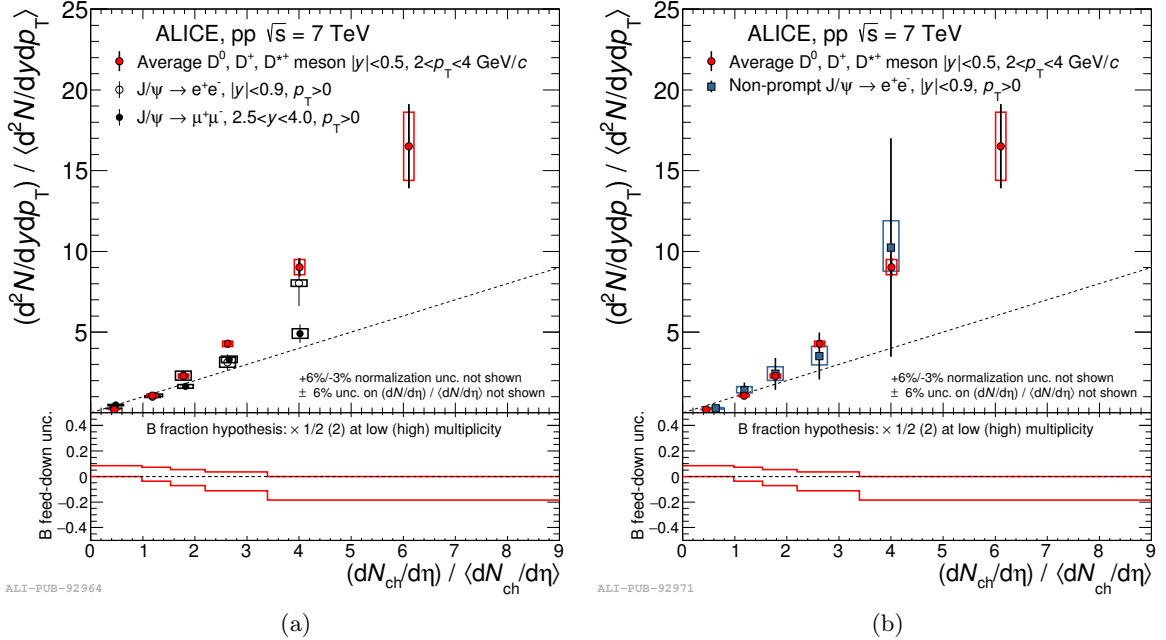 (d²N/dydp_T) / ⟨d²N/dydp_T⟩
ALICE, pp √s = 7 TeV
Average D⁰, D⁺, D*⁺ meson |y|<0.5, 2<p_T<4 GeV/c
J/ψ → e⁺e⁻, |y|<0.9, p_T>0
J/ψ → μ⁺μ⁻, 2.5<y<4.0, p_T>0
25
20
15
10
5
+6%/-3% normalization unc. not shown
± 6% unc. on (dN/dη) / ⟨dN/dη⟩ not shown
B feed-down unc.
B fraction hypothesis: × 1/2 (2) at low (high) multiplicity
0.4
0.2
0
−0.2
−0.4
0 1 2 3 4 5 6 7 8 9
(dN_ch/dη) / ⟨dN_ch/dη⟩
ALI-PUB-92964
(a)
(d²N/dydp_T) / ⟨d²N/dydp_T⟩
ALICE, pp √s = 7 TeV
Average D⁰, D⁺, D*⁺ meson |y|<0.5, 2<p_T<4 GeV/c
Non-prompt J/ψ → e⁺e⁻, |y|<0.9, p_T>0
25
20
15
10
5
+6%/-3% normalization unc. not shown
± 6% unc. on (dN/dη) / ⟨dN/dη⟩ not shown
B feed-down unc.
B fraction hypothesis: × 1/2 (2) at low (high) multiplicity
0.4
0.2
0
−0.2
−0.4
0 1 2 3 4 5 6 7 8 9
(dN_ch/dη) / ⟨dN_ch/dη⟩
ALI-PUB-92971
(b)